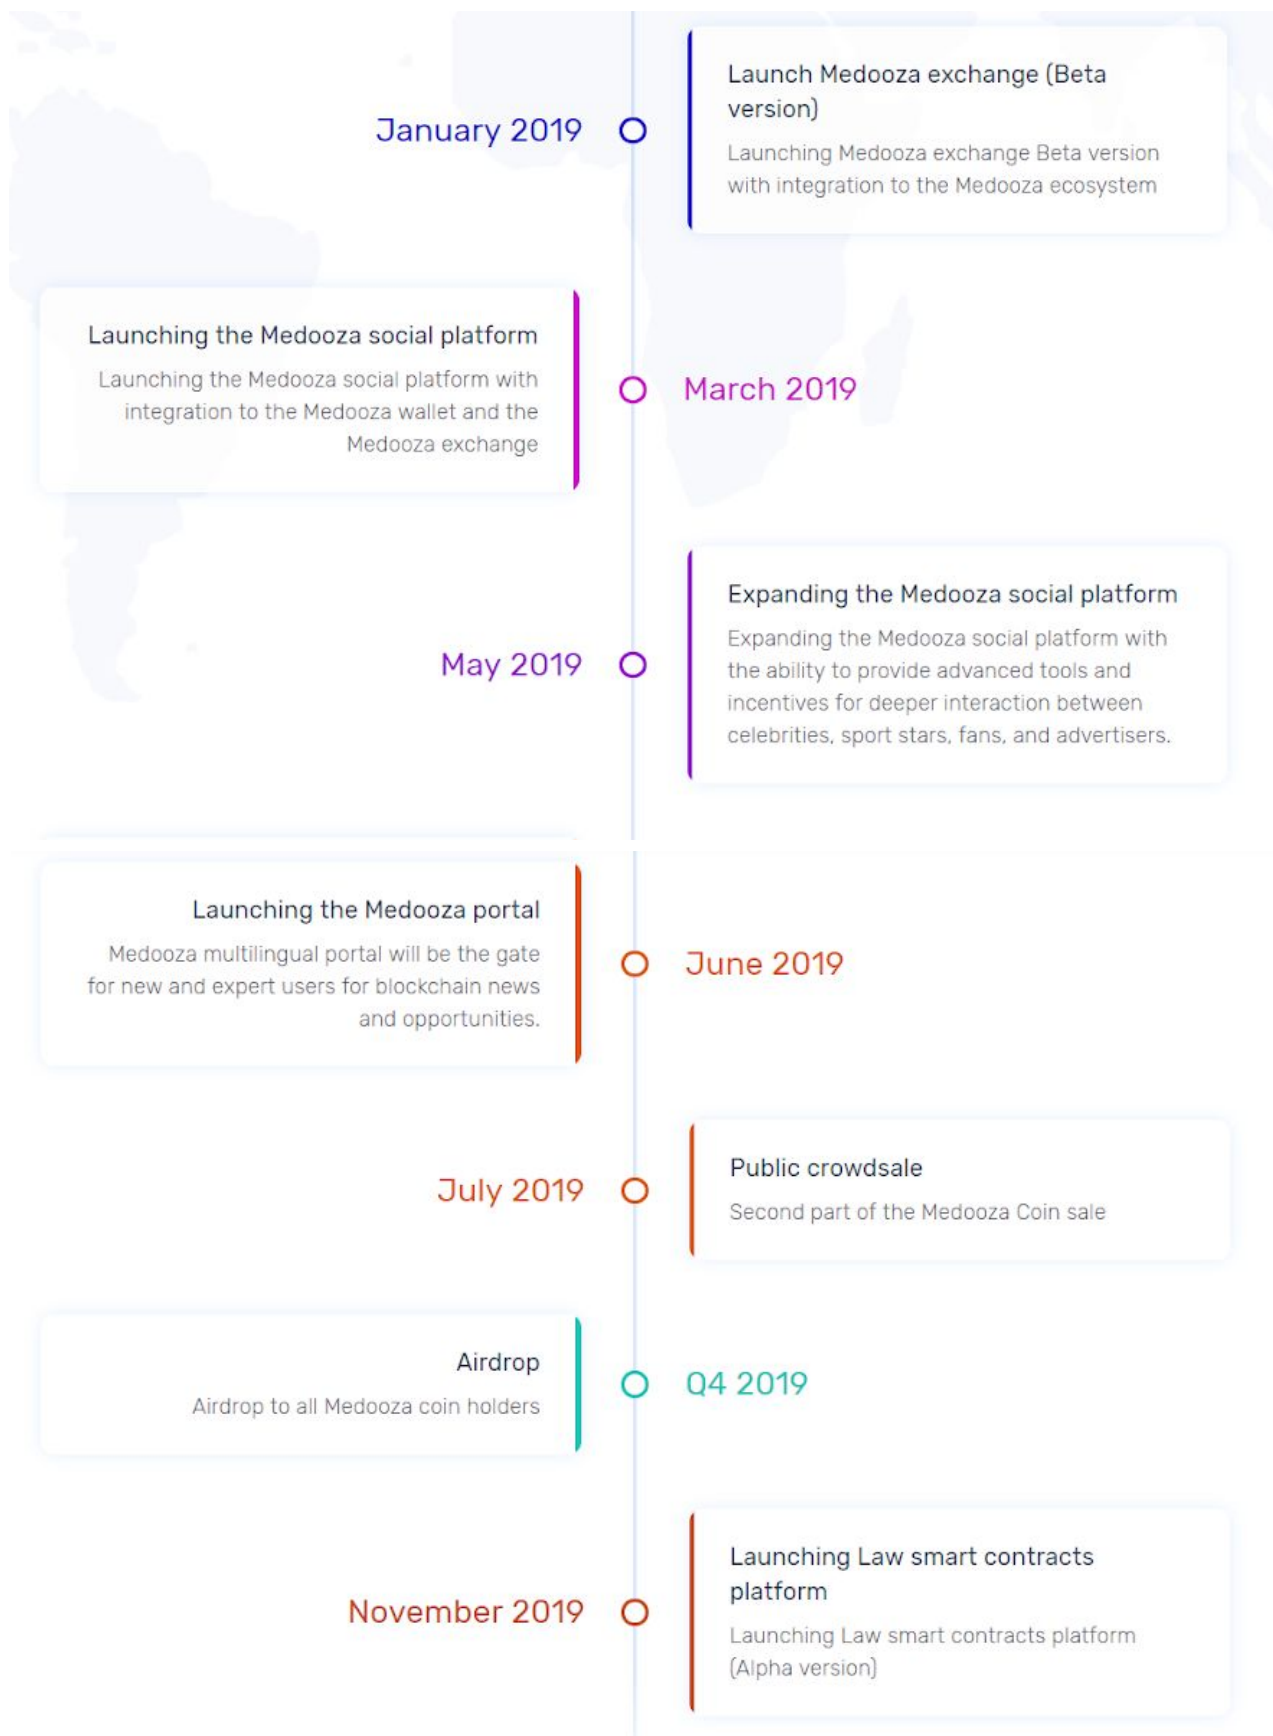 January 2019
Launch Medooza exchange (Beta
version)
Launching Medooza exchange Beta version
with integration to the Medooza ecosystem
Launching the Medooza social platform
Launching the Medooza social platform with
integration to the Medooza wallet and the
Medooza exchange
March 2019
May 2019
Expanding the Medooza social platform
Expanding the Medooza social platform with
the ability to provide advanced tools and
incentives for deeper interaction between
celebrities, sport stars, fans, and advertisers.
Launching the Medooza portal
Medooza multilingual portal will be the gate
for new and expert users for blockchain news
and opportunities.
June 2019
July 2019
Public crowdsale
Second part of the Medooza Coin sale
Airdrop
Airdrop to all Medooza coin holders
Q4 2019
November 2019
Launching Law smart contracts
platform
Launching Law smart contracts platform
(Alpha version)